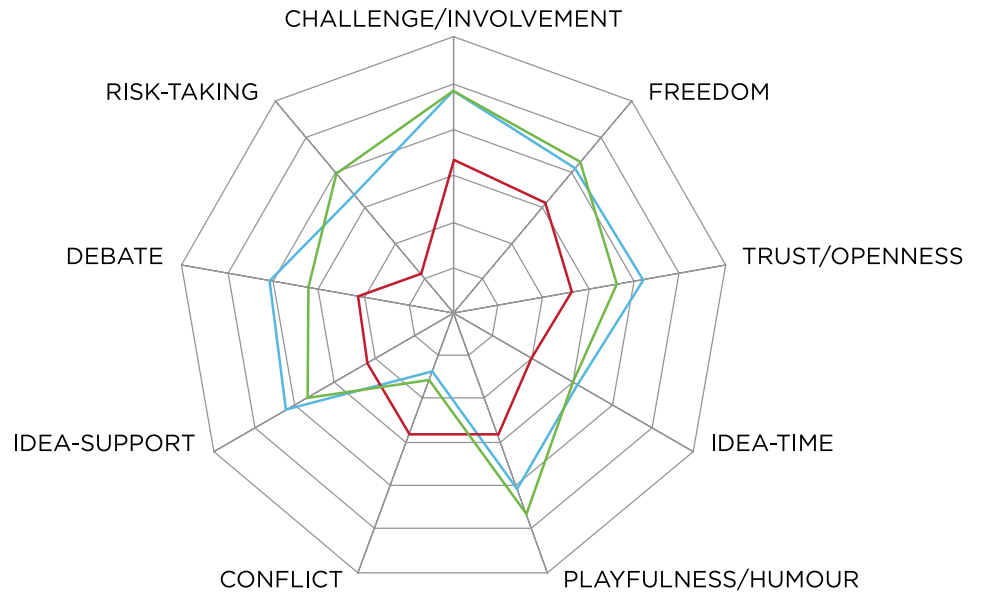 CHALLENGE/INVOLVEMENT
RISK-TAKING
FREEDOM
DEBATE
TRUST/OPENNESS
IDEA-SUPPORT
IDEA-TIME
CONFLICT
PLAYFULNESS/HUMOUR